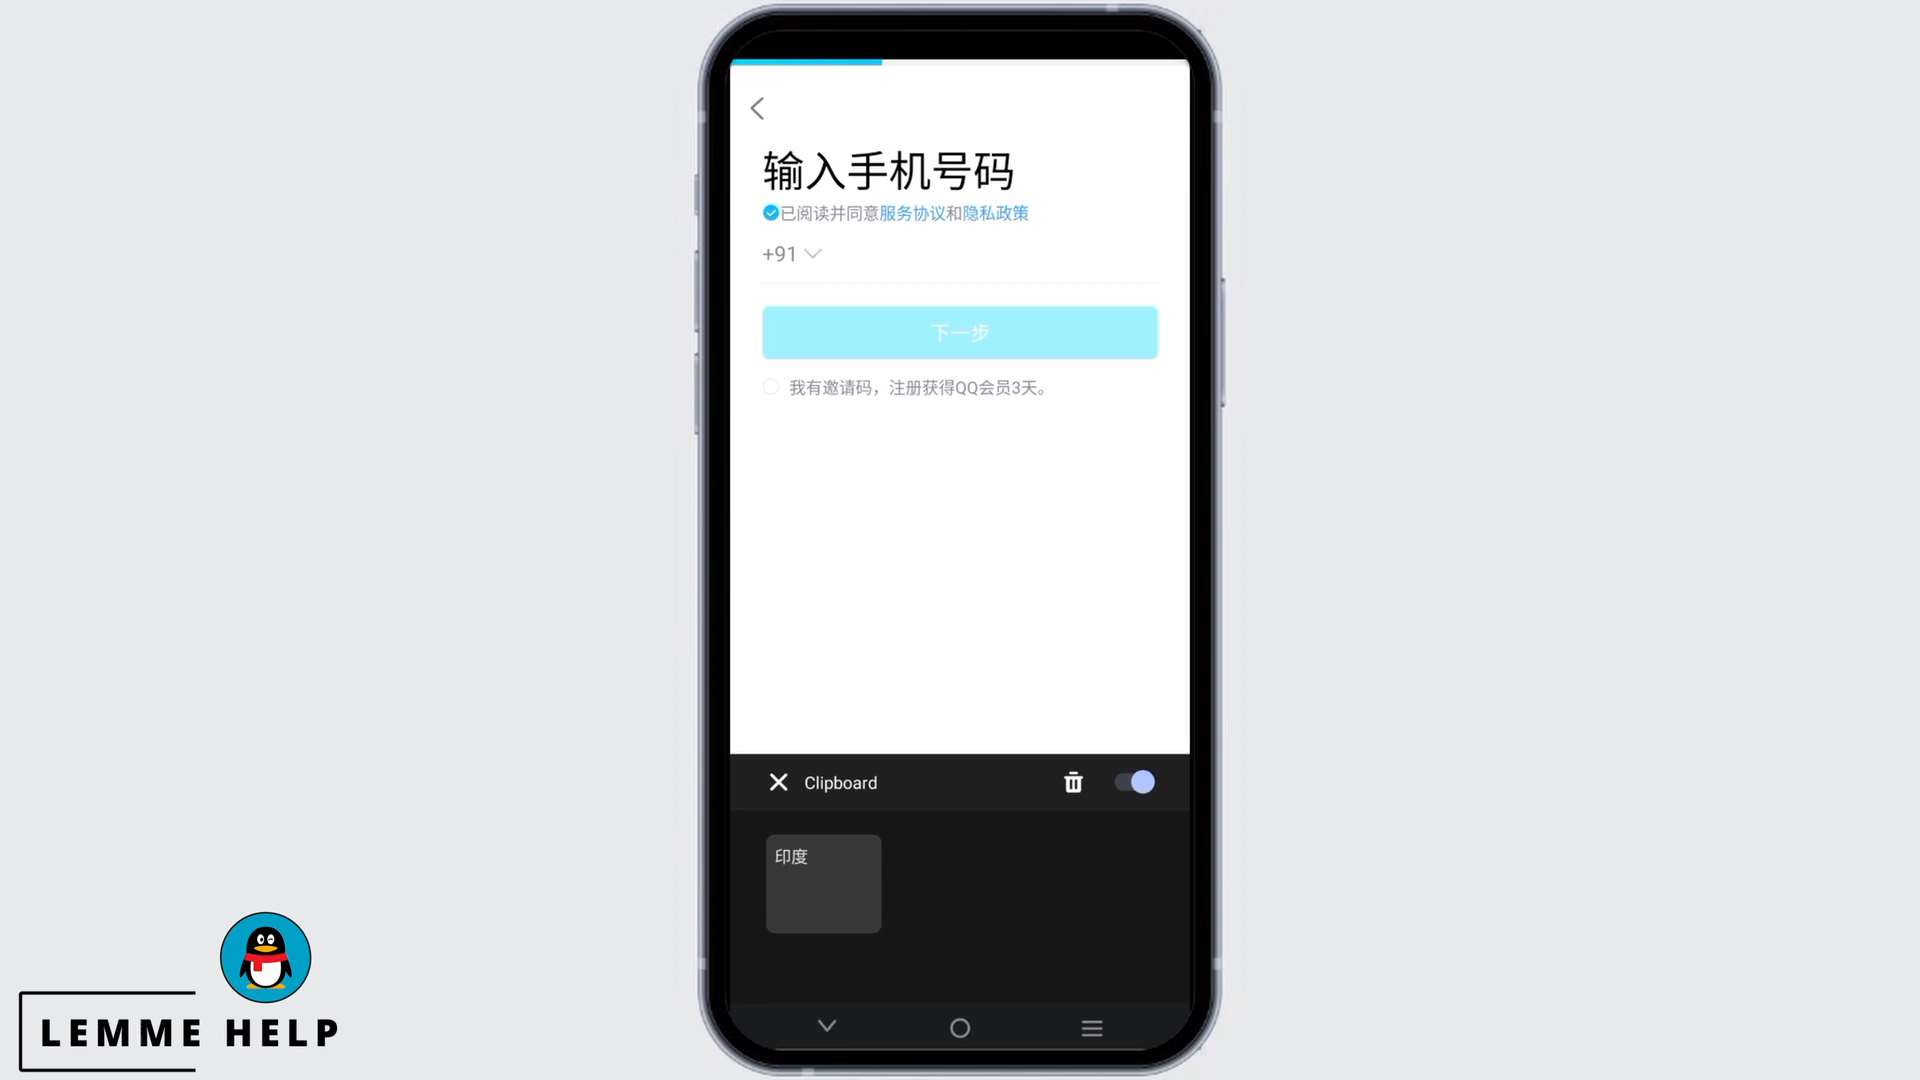 输入手机号码
已阅读并同意服务协议和隐私政策
+91
下一步
我有邀请码，注册获得QQ会员3天。
Clipboard
印度
LEMME HELP